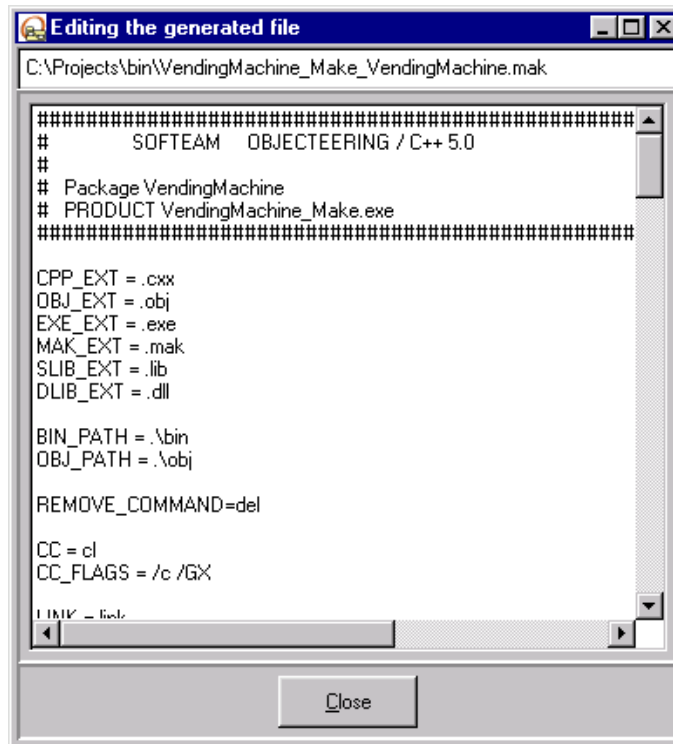 Editing the generated file
C:\Projects\bin\VendingMachine_Make_VendingMachine.mak
##################################################
# SOFTEAM OBJECTEERING / C++ 5.0
#
# Package VendingMachine
# PRODUCT VendingMachine_Make.exe
##################################################
CPP_EXT = .cxx
OBJ_EXT = .obj
EXE_EXT = .exe
MAK_EXT = .mak
SLIB_EXT = .lib
DLIB_EXT = .dll
BIN_PATH = .\bin
OBJ_PATH = .\obj
REMOVE_COMMAND=del
CC = cl
CC_FLAGS = /c /GX
LINK = link
Close